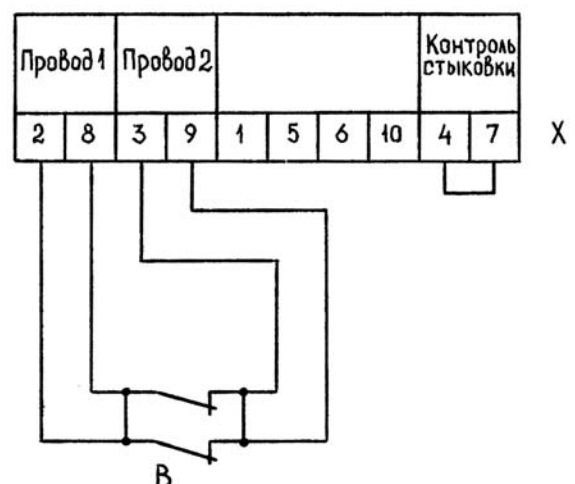 Провод 1 Провод 2 Контроль
стыковки
2 8 3 9 1 5 6 10 4 7 X
В